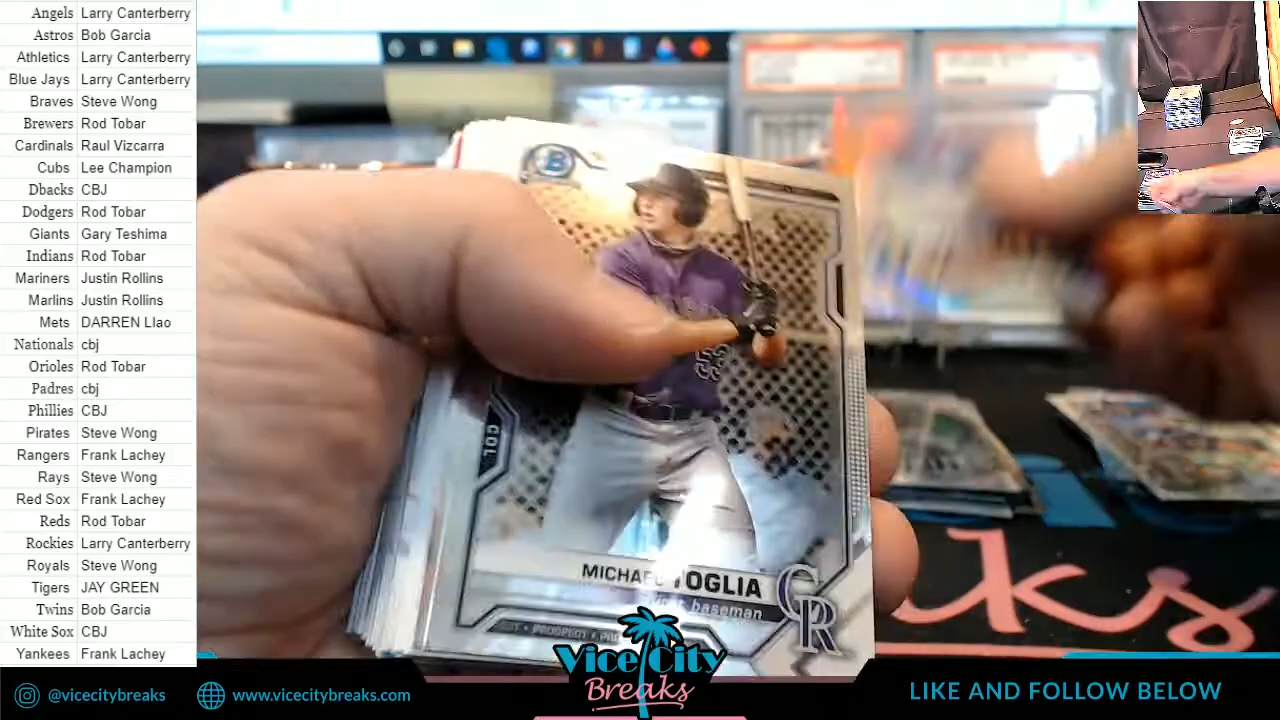 Angels Larry Canterberry
Astros Bob Garcia
Athletics Larry Canterberry
Blue Jays Larry Canterberry
Braves Steve Wong
Brewers Rod Tobar
Cardinals Raul Vizcarra
Cubs Lee Champion
Dbacks CBJ
Dodgers Rod Tobar
Giants Gary Teshima
Indians Rod Tobar
Mariners Justin Rollins
Marlins Justin Rollins
Mets DARREN Llao
Nationals cbj
Orioles Rod Tobar
Padres cbj
Phillies CBJ
Pirates Steve Wong
Rangers Frank Lachey
Rays Steve Wong
Red Sox Frank Lachey
Reds Rod Tobar
Rockies Larry Canterberry
Royals Steve Wong
Tigers JAY GREEN
Twins Bob Garcia
White Sox CBJ
Yankees Frank Lachey
B
COL
MICHAEL TOGLIA
baseman
PROSPECT
CR
aks
Vice City
Breaks
@vicecitybreaks
www.vicecitybreaks.com
LIKE AND FOLLOW BELOW